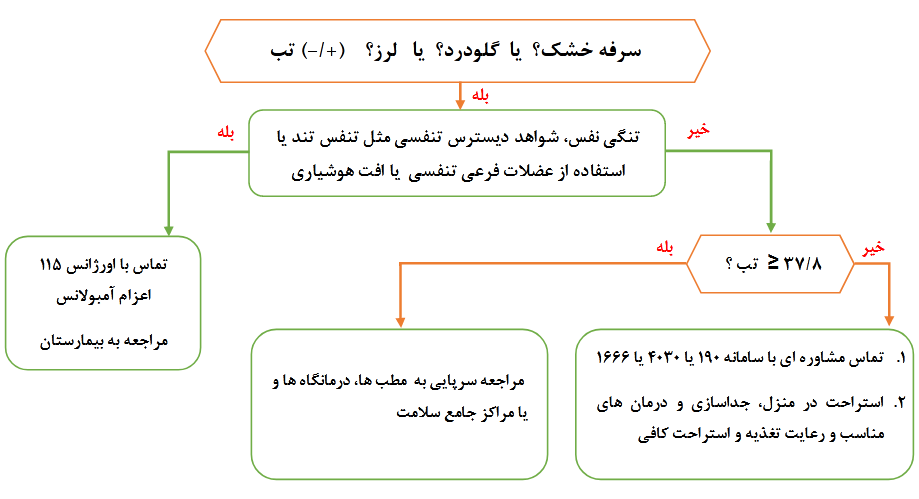 سرفه خشک؟ یا گلودرد؟ یا لرز؟ (+/-) تب
بله
تنگی نفس، شواهد دیسترس تنفسی مثل تنفس تند یا
استفاده از عضلات فرعی تنفسی یا افت هوشیاری
خیر
بله
تماس با اورژانس ۱۱۵
اعزام آمبولانس
مراجعه به بیمارستان
تب ؟ ≥ ۳۷/۸
خیر
بله
۱. تماس مشاوره ای با سامانه ۱۹۰ یا ۴۰۳۰ یا ۱۶۶۶
۲. استراحت در منزل، جداسازی و درمان های
مناسب و رعایت تغذیه و استراحت کافی
مراجعه سرپایی به مطب ها، درمانگاه ها و
یا مراکز جامع سلامت